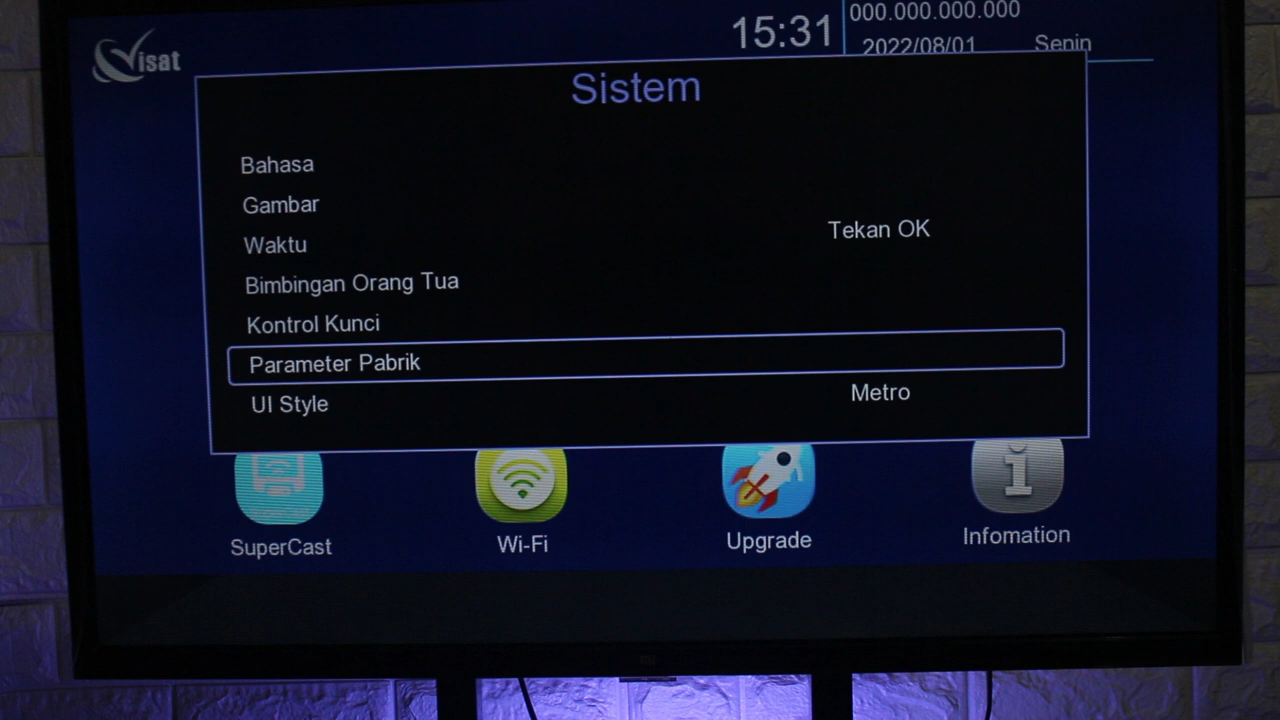 Visat
15:31
000.000.000.000
2022/08/01 Senin
Sistem
Bahasa
Gambar
Waktu Tekan OK
Bimbingan Orang Tua
Kontrol Kunci
Parameter Pabrik
UI Style Metro
SuperCast Wi-Fi Upgrade Infomation